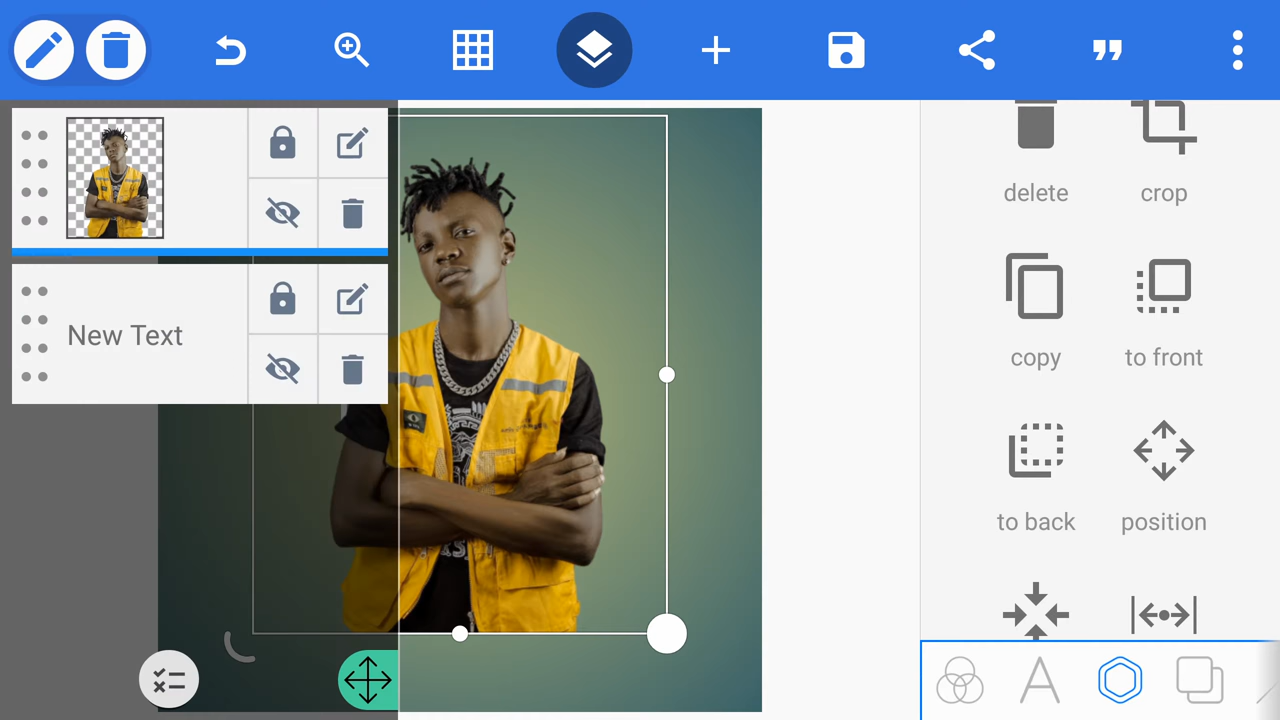 New Text
delete
crop
copy
to front
to back
position